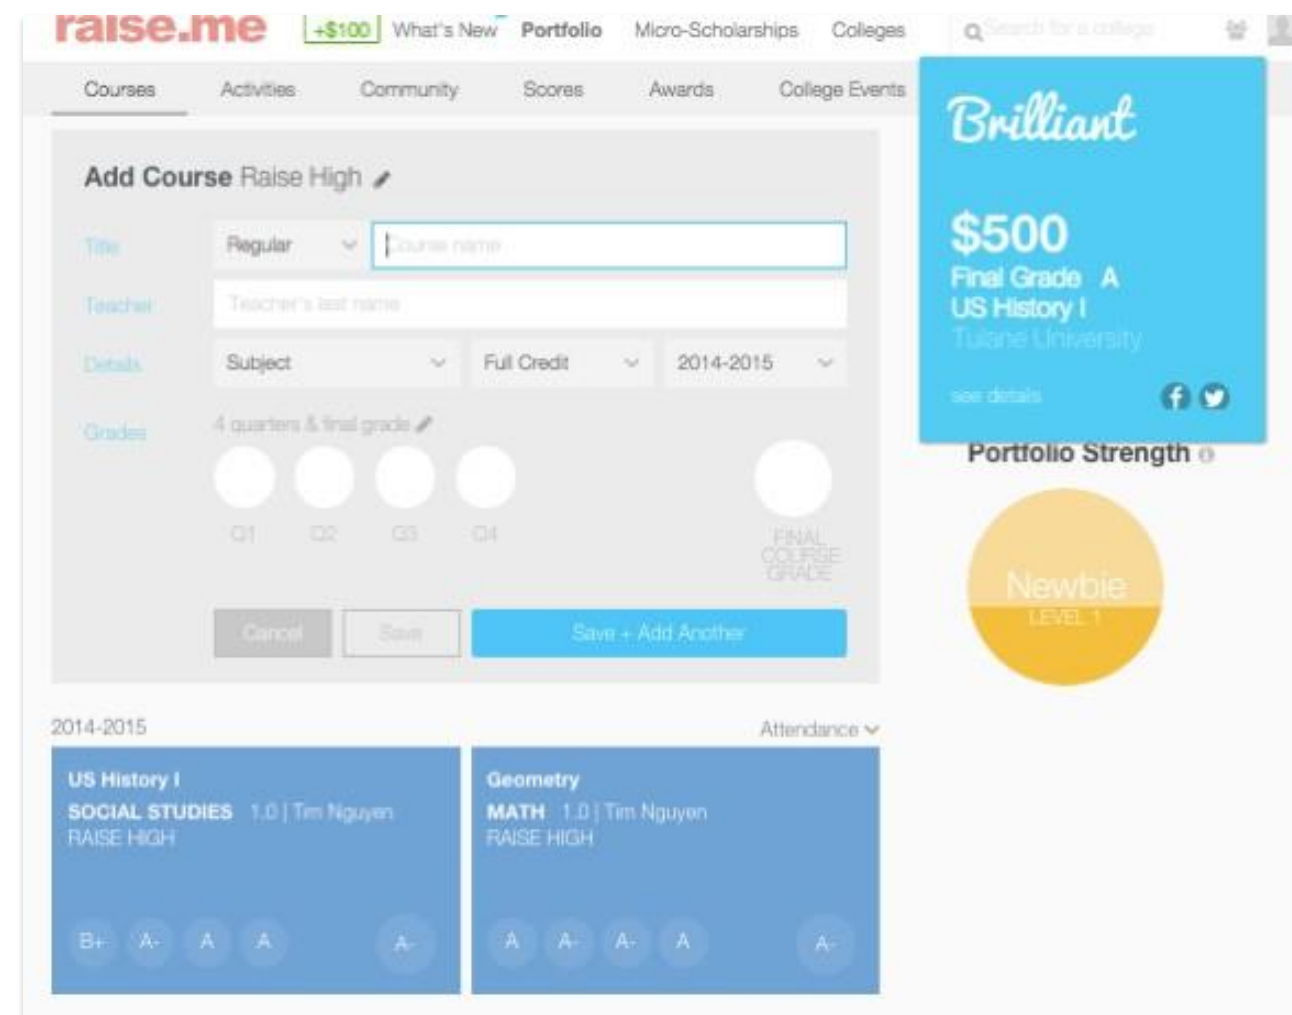 raise.me +$100 What's New Portfolio Micro-Scholarships Colleges Search for a college
Courses Activities Community Scores Awards College Events
Brilliant
$500
Final Grade A
US History I
Tulane University
see details
Add Course Raise High
Title Regular Course name
Teacher Teacher's last name
Details Subject Full Credit 2014-2015
Grades 4 quarters & final grade
Q1 Q2 Q3 Q4
FINAL
COURSE
GRADE
Cancel Save Save + Add Another
Portfolio Strength
Newbie
LEVEL 1
2014-2015 Attendance
US History I
SOCIAL STUDIES 1.0 | Tim Nguyen
RAISE HIGH
B+ A- A A A-
Geometry
MATH 1.0 | Tim Nguyen
RAISE HIGH
A A- A- A A-